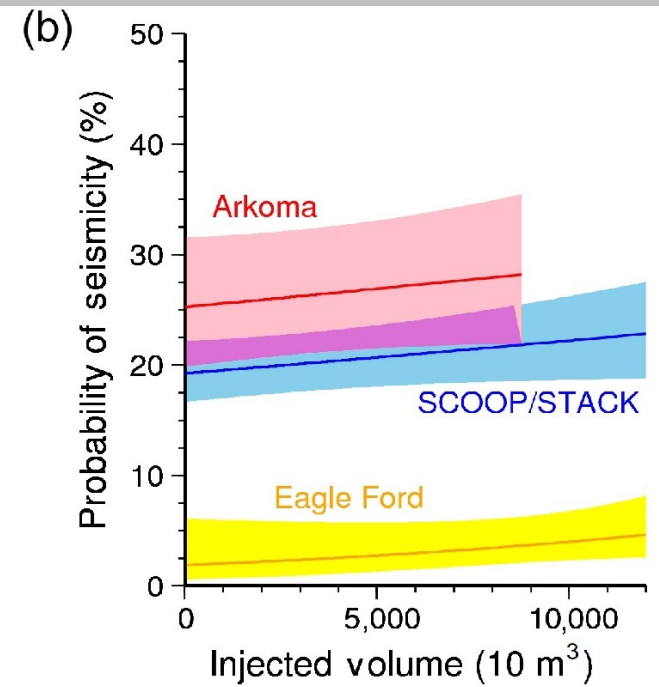 (b)
50
40
30
20
10
0
Probability of seismicity (%)
Arkoma
SCOOP/STACK
Eagle Ford
0 5,000 10,000
Injected volume (10 m³)